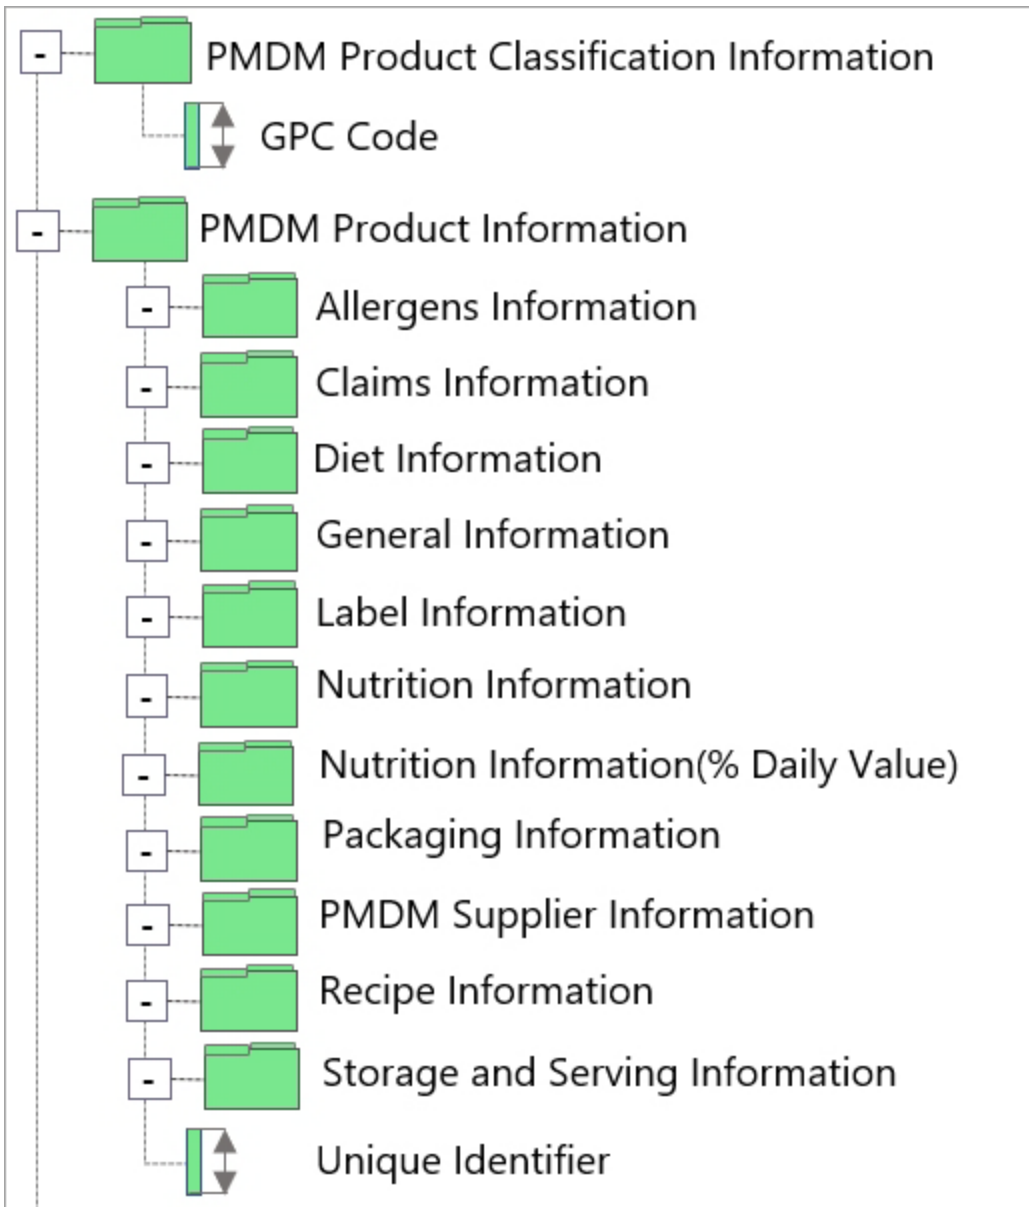 PMDM Product Classification Information
GPC Code
PMDM Product Information
Allergens Information
Claims Information
Diet Information
General Information
Label Information
Nutrition Information
Nutrition Information(% Daily Value)
Packaging Information
PMDM Supplier Information
Recipe Information
Storage and Serving Information
Unique Identifier